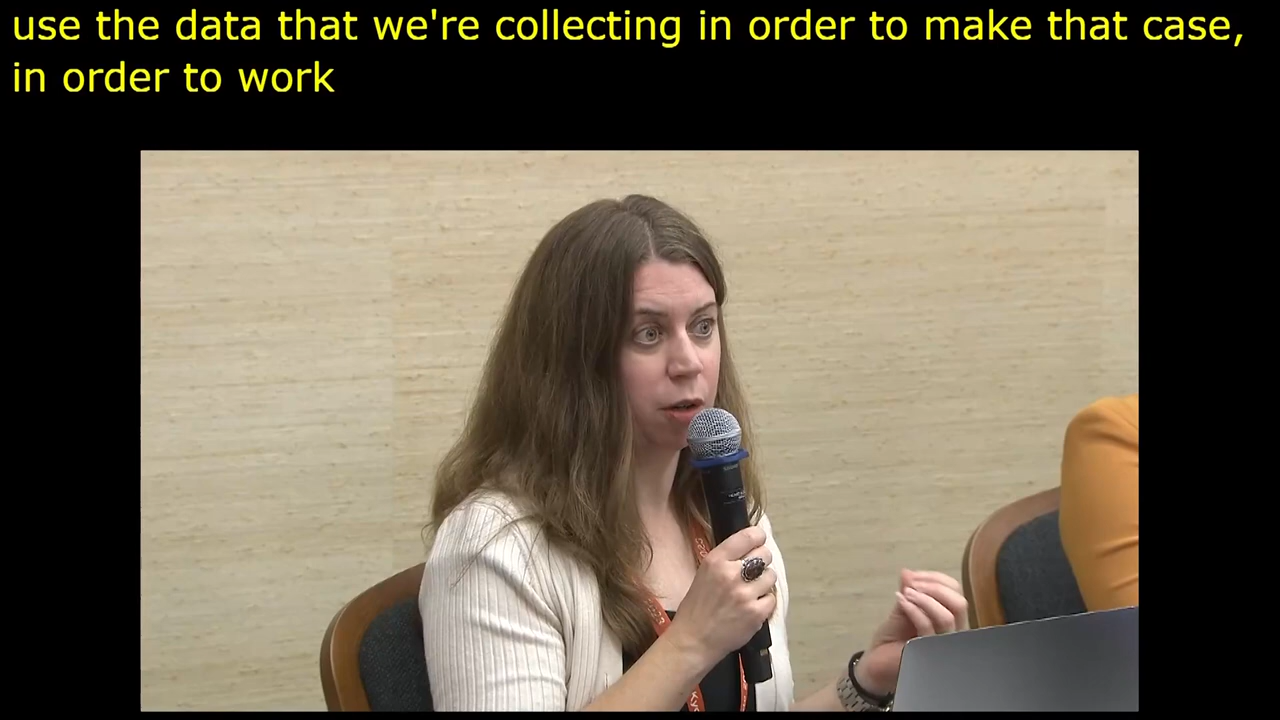 use the data that we're collecting in order to make that case,
in order to work